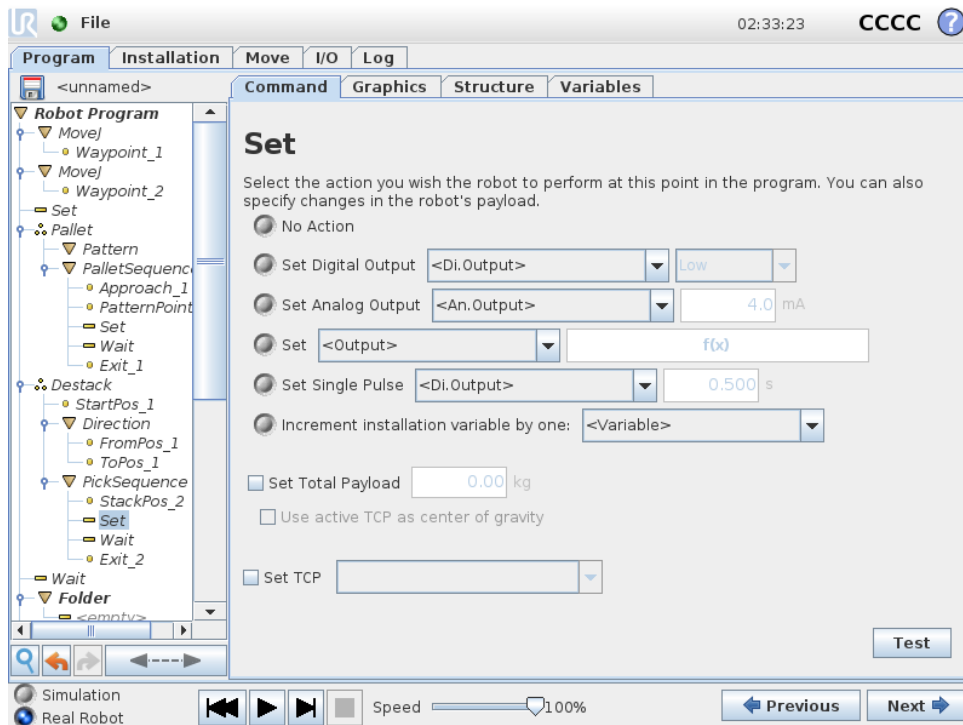 UR File 02:33:23 CCCC ?
Program Installation Move I/O Log
<unnamed>
Command Graphics Structure Variables
Robot Program
MoveJ
Waypoint_1
MoveJ
Waypoint_2
Set
Pallet
Pattern
PalletSequenc
Approach_1
PatternPoint
Set
Wait
Exit_1
Destack
StartPos_1
Direction
FromPos_1
ToPos_1
PickSequence
StackPos_2
Set
Wait
Exit_2
Wait
Folder
<empty>
Set
Select the action you wish the robot to perform at this point in the program. You can also
specify changes in the robot's payload.
No Action
Set Digital Output <Di.Output> Low
Set Analog Output <An.Output> 4.0 mA
Set <Output> f(x)
Set Single Pulse <Di.Output> 0.500 s
Increment installation variable by one: <Variable>
Set Total Payload 0.00 kg
Use active TCP as center of gravity
Set TCP
Test
Simulation
Real Robot
Speed 100%
Previous Next